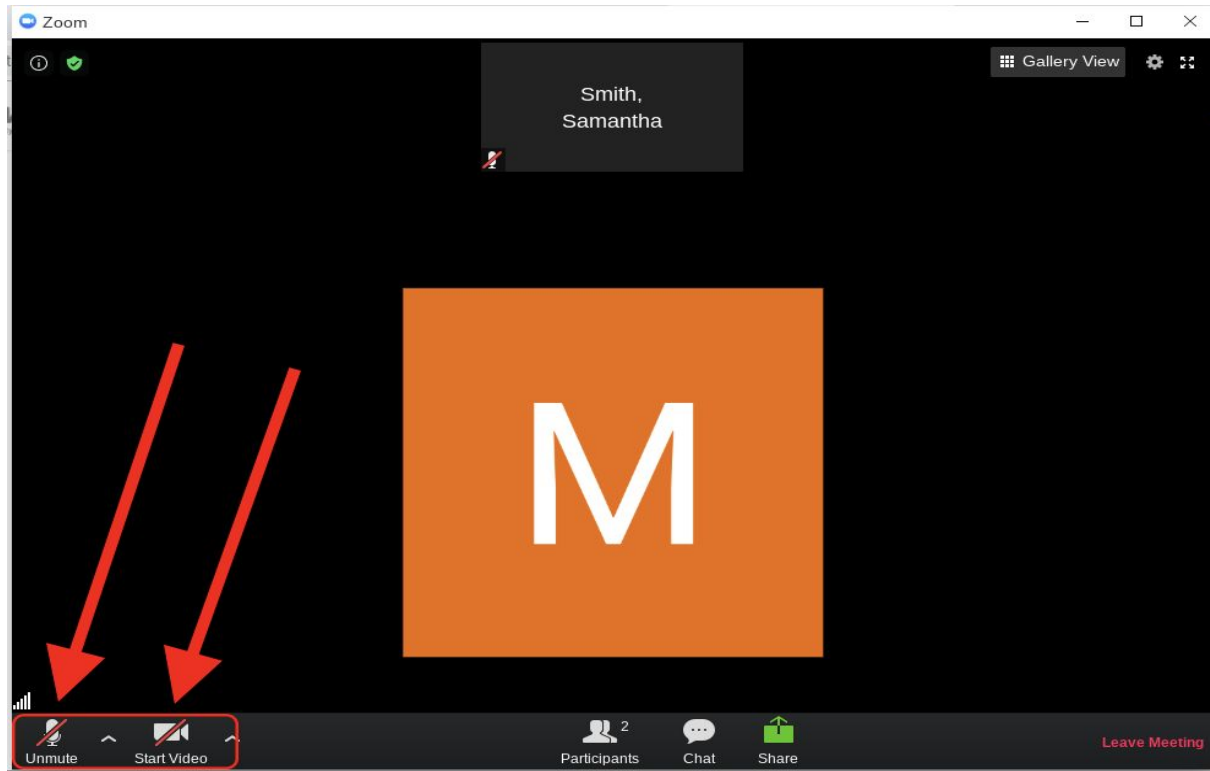 Zoom
Gallery View
Smith,
Samantha
M
Unmute
Start Video
2
Participants
Chat
Share
Leave Meeting